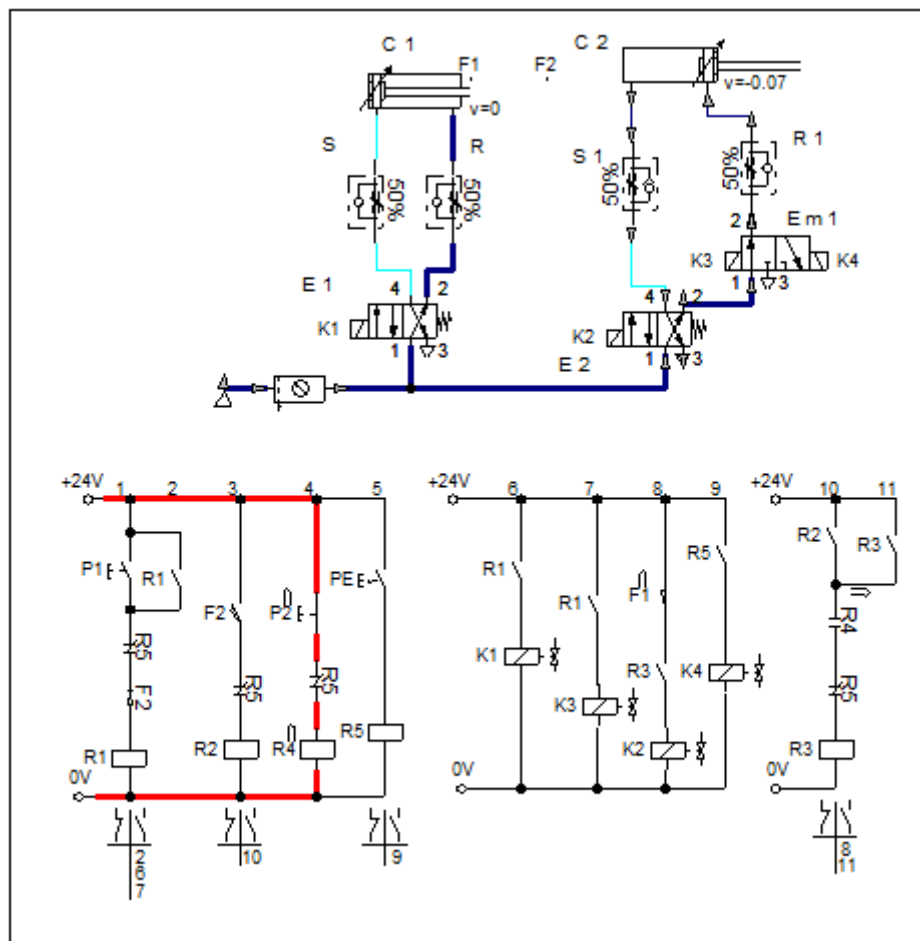 C 1
F1
F2
C 2
v=0
v=-0.07
S
R
S 1
R 1
50%
50%
50%
50%
2
E m 1
K3
K4
1
3
E 1
4
2
4
2
K1
K2
1
3
1
3
E 2
+24V
1
2
3
4
5
+24V
6
7
8
9
+24V
10
11
P1
R1
F2
P2
PE
R1
R1
F1
R5
R2
R3
R5
R5
R5
R4
F2
K1
R3
K4
R5
R1
R2
R4
R5
K3
K2
R3
0V
0V
0V
2
6
7
10
9
8
11